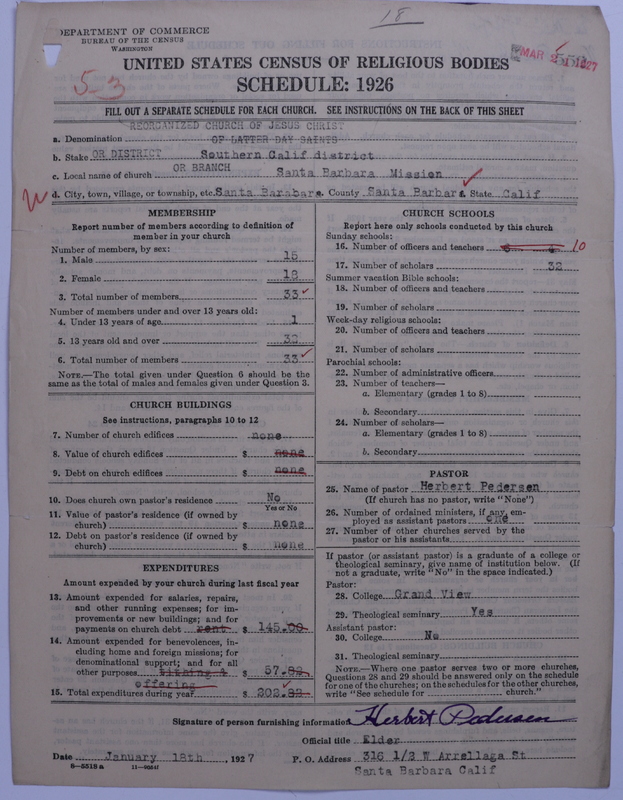 18
DEPARTMENT OF COMMERCE
BUREAU OF THE CENSUS
WASHINGTON
MAR 5 1927
UNITED STATES CENSUS OF RELIGIOUS BODIES
5-3
SCHEDULE: 1926
FILL OUT A SEPARATE SCHEDULE FOR EACH CHURCH. SEE INSTRUCTIONS ON THE BACK OF THIS SHEET
REORGANIZED CHURCH OF JESUS CHRIST
a. Denomination OF LATTER DAY SAINTS
b. Stake OR DISTRICT Southern Calif district
c. Local name of church OR BRANCH Santa Barbara Mission
d. City, town, village, or township, etc. Santa Barabara. County Santa Barbara State Calif
MEMBERSHIP
Report number of members according to definition of
member in your church
Number of members, by sex:
1. Male 15
2. Female 18
3. Total number of members 33
Number of members under and over 13 years old:
4. Under 13 years of age 1
5. 13 years old and over 32
6. Total number of members 33
NOTE.—The total given under Question 6 should be the
same as the total of males and females given under Question 3.
CHURCH BUILDINGS
See instructions, paragraphs 10 to 12
7. Number of church edifices none
8. Value of church edifices $ none
9. Debt on church edifices $ none
10. Does church own pastor's residence No
Yes or No
11. Value of pastor's residence (if owned by
church) $ none
12. Debt on pastor's residence (if owned by
church) $ none
EXPENDITURES
Amount expended by your church during last fiscal year
13. Amount expended for salaries, repairs,
and other running expenses; for im-
provements or new buildings; and for
payments on church debt rent $ 145.00
14. Amount expended for benevolences, in-
cluding home and foreign missions; for
denominational support; and for all
other purposes tithing & $ 57.82
offering
15. Total expenditures during year $ 202.82
CHURCH SCHOOLS
Report here only schools conducted by this church
Sunday schools:
16. Number of officers and teachers 10
17. Number of scholars 32
Summer vacation Bible schools:
18. Number of officers and teachers
19. Number of scholars
Week-day religious schools:
20. Number of officers and teachers
21. Number of scholars
Parochial schools:
22. Number of administrative officers
23. Number of teachers—
a. Elementary (grades 1 to 8)
b. Secondary
24. Number of scholars—
a. Elementary (grades 1 to 8)
b. Secondary
PASTOR
25. Name of pastor Herbert Pedersen
(If church has no pastor, write "None")
26. Number of ordained ministers, if any, em-
ployed as assistant pastors one
27. Number of other churches served by the
pastor or his assistants
If pastor (or assistant pastor) is a graduate of a college or
theological seminary, give name of institution below. (If
not a graduate, write "No" in the space indicated.)
Pastor:
28. College Grand View
29. Theological seminary Yes
Assistant pastor:
30. College No
31. Theological seminary
NOTE.—Where one pastor serves two or more churches,
Questions 28 and 29 should be answered only on the schedule
for one of the churches; on the schedules for the other churches,
write "See schedule for church."
Signature of person furnishing information Herbert Pedersen
Official title Elder
Date January 18th, 1927 P. O. Address 316 1/2 W Arrellaga St
8-5518 a Santa Barbara Calif